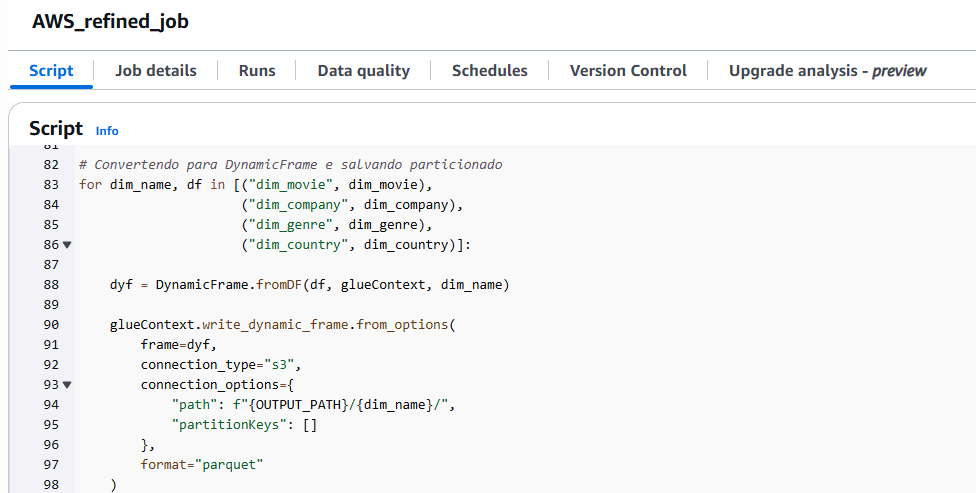 AWS_refined_job
Script Job details Runs Data quality Schedules Version Control Upgrade analysis - preview
Script Info
81
82 # Convertendo para DynamicFrame e salvando particionado
83 for dim_name, df in [("dim_movie", dim_movie),
84 ("dim_company", dim_company),
85 ("dim_genre", dim_genre),
86 ("dim_country", dim_country)]:
87
88 dyf = DynamicFrame.fromDF(df, glueContext, dim_name)
89
90 glueContext.write_dynamic_frame.from_options(
91 frame=dyf,
92 connection_type="s3",
93 connection_options={
94 "path": f"{OUTPUT_PATH}/{dim_name}/",
95 "partitionKeys": []
96 },
97 format="parquet"
98 )